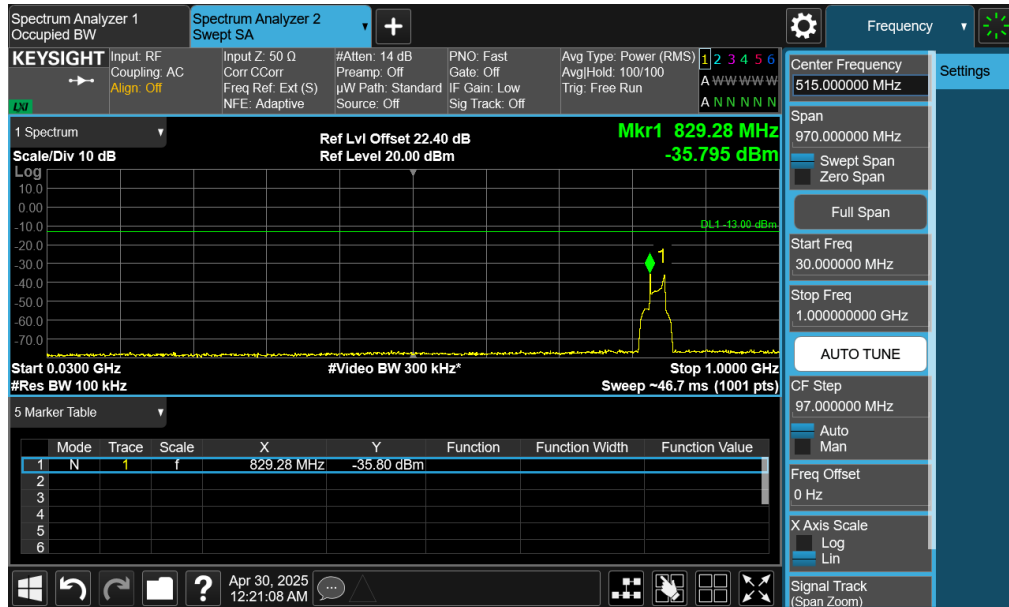 Spectrum Analyzer 1
Occupied BW
Spectrum Analyzer 2
Swept SA
Frequency
KEYSIGHT
LXI
Input: RF
Coupling: AC
Align: Off
Input Z: 50 Ω
Corr CCorr
Freq Ref: Ext (S)
NFE: Adaptive
#Atten: 14 dB
Preamp: Off
µW Path: Standard
Source: Off
PNO: Fast
Gate: Off
IF Gain: Low
Sig Track: Off
Avg Type: Power (RMS)
Avg|Hold: 100/100
Trig: Free Run
1 2 3 4 5 6
A W W W W W
A N N N N N
1 Spectrum
Scale/Div 10 dB
Ref Lvl Offset 22.40 dB
Ref Level 20.00 dBm
Mkr1 829.28 MHz
-35.795 dBm
Log
10.0
0.00
-10.0
-20.0
-30.0
-40.0
-50.0
-60.0
-70.0
DL1 -13.00 dBm
1
Start 0.0300 GHz
#Video BW 300 kHz*
Stop 1.0000 GHz
#Res BW 100 kHz
Sweep ~46.7 ms (1001 pts)
5 Marker Table
Mode Trace Scale X Y Function Function Width Function Value
1 N 1 f 829.28 MHz -35.80 dBm
2
3
4
5
6
?
Apr 30, 2025
12:21:08 AM
Center Frequency
515.000000 MHz
Span
970.000000 MHz
Swept Span
Zero Span
Full Span
Start Freq
30.000000 MHz
Stop Freq
1.000000000 GHz
AUTO TUNE
CF Step
97.000000 MHz
Auto
Man
Freq Offset
0 Hz
X Axis Scale
Log
Lin
Signal Track
(Span Zoom)
Settings